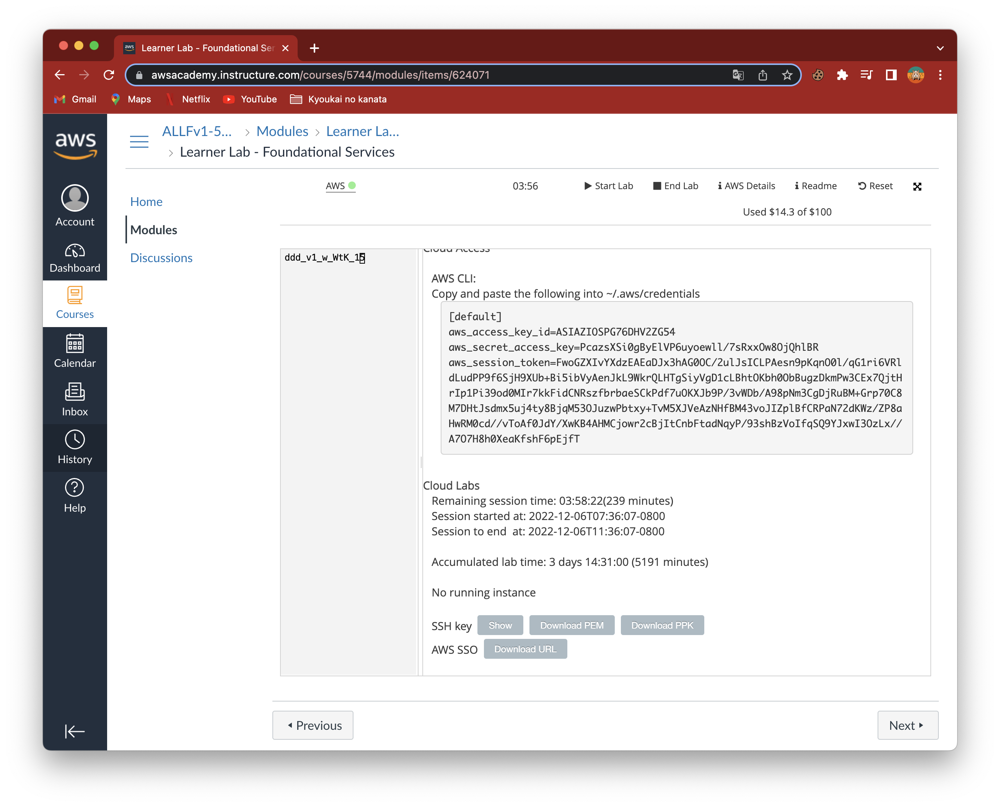 Learner Lab - Foundational Ser
awsacademy.instructure.com/courses/5744/modules/items/624071
Gmail Maps Netflix YouTube Kyoukai no kanata
aws
Account
Dashboard
Courses
Calendar
Inbox
History
Help
ALLFv1-5... > Modules > Learner La...
> Learner Lab - Foundational Services
Home
Modules
Discussions
AWS 03:56 Start Lab End Lab AWS Details Readme Reset
Used $14.3 of $100
ddd_v1_w_WtK_15
Cloud Access
AWS CLI:
Copy and paste the following into ~/.aws/credentials
[default]
aws_access_key_id=ASIAZIOSPG76DHV2ZG54
aws_secret_access_key=PcazsXSi0gByElVP6uyoewll/7sRxxOw8OjQhlBR
aws_session_token=FwoGZXIvYXdzEAEaDJx3hAG0OC/2ulJsICLPAesn9pKqnO0l/qG1ri6VRl
dLudPP9f6SjH9XUb+Bi5ibVyAenJkL9WkrQLHTgSiyVgD1cLBhtOKbh0ObBugzDkmPw3CEx7QjtH
rIp1Pi39od0MIr7kkFidCNRszfbrbaeSCkPdf7uOKXJb9P/3vWDb/A98pNm3CgDjRuBM+Grp70C8
M7DHtJsdmx5uj4ty8BjqM53OJuzwPbtxy+TvM5XJVeAzNHfBM43voJIZplBfCRPaN72dKWz/ZP8a
HwRM0cd//vToAf0JdY/XwKB4AHMCjowr2cBjItCnbFtadNqyP/93shBzVoIfqSQ9YJxwI3OzLx//
A7O7H8h0XeaKfshF6pEjfT
Cloud Labs
Remaining session time: 03:58:22(239 minutes)
Session started at: 2022-12-06T07:36:07-0800
Session to end at: 2022-12-06T11:36:07-0800
Accumulated lab time: 3 days 14:31:00 (5191 minutes)
No running instance
SSH key Show Download PEM Download PPK
AWS SSO Download URL
Previous
Next